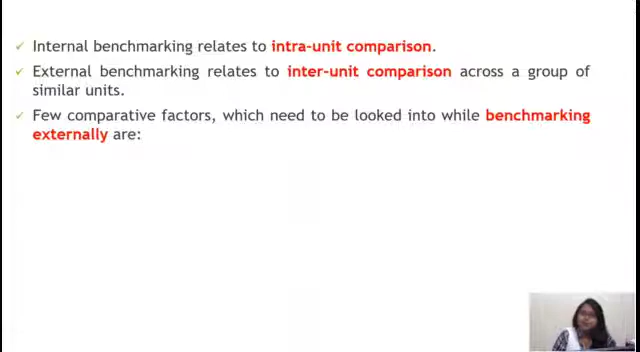 Internal benchmarking relates to intra-unit comparison.
External benchmarking relates to inter-unit comparison across a group of
similar units.
Few comparative factors, which need to be looked into while benchmarking
externally are: